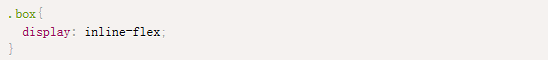 .box{
  display: inline-flex;
}